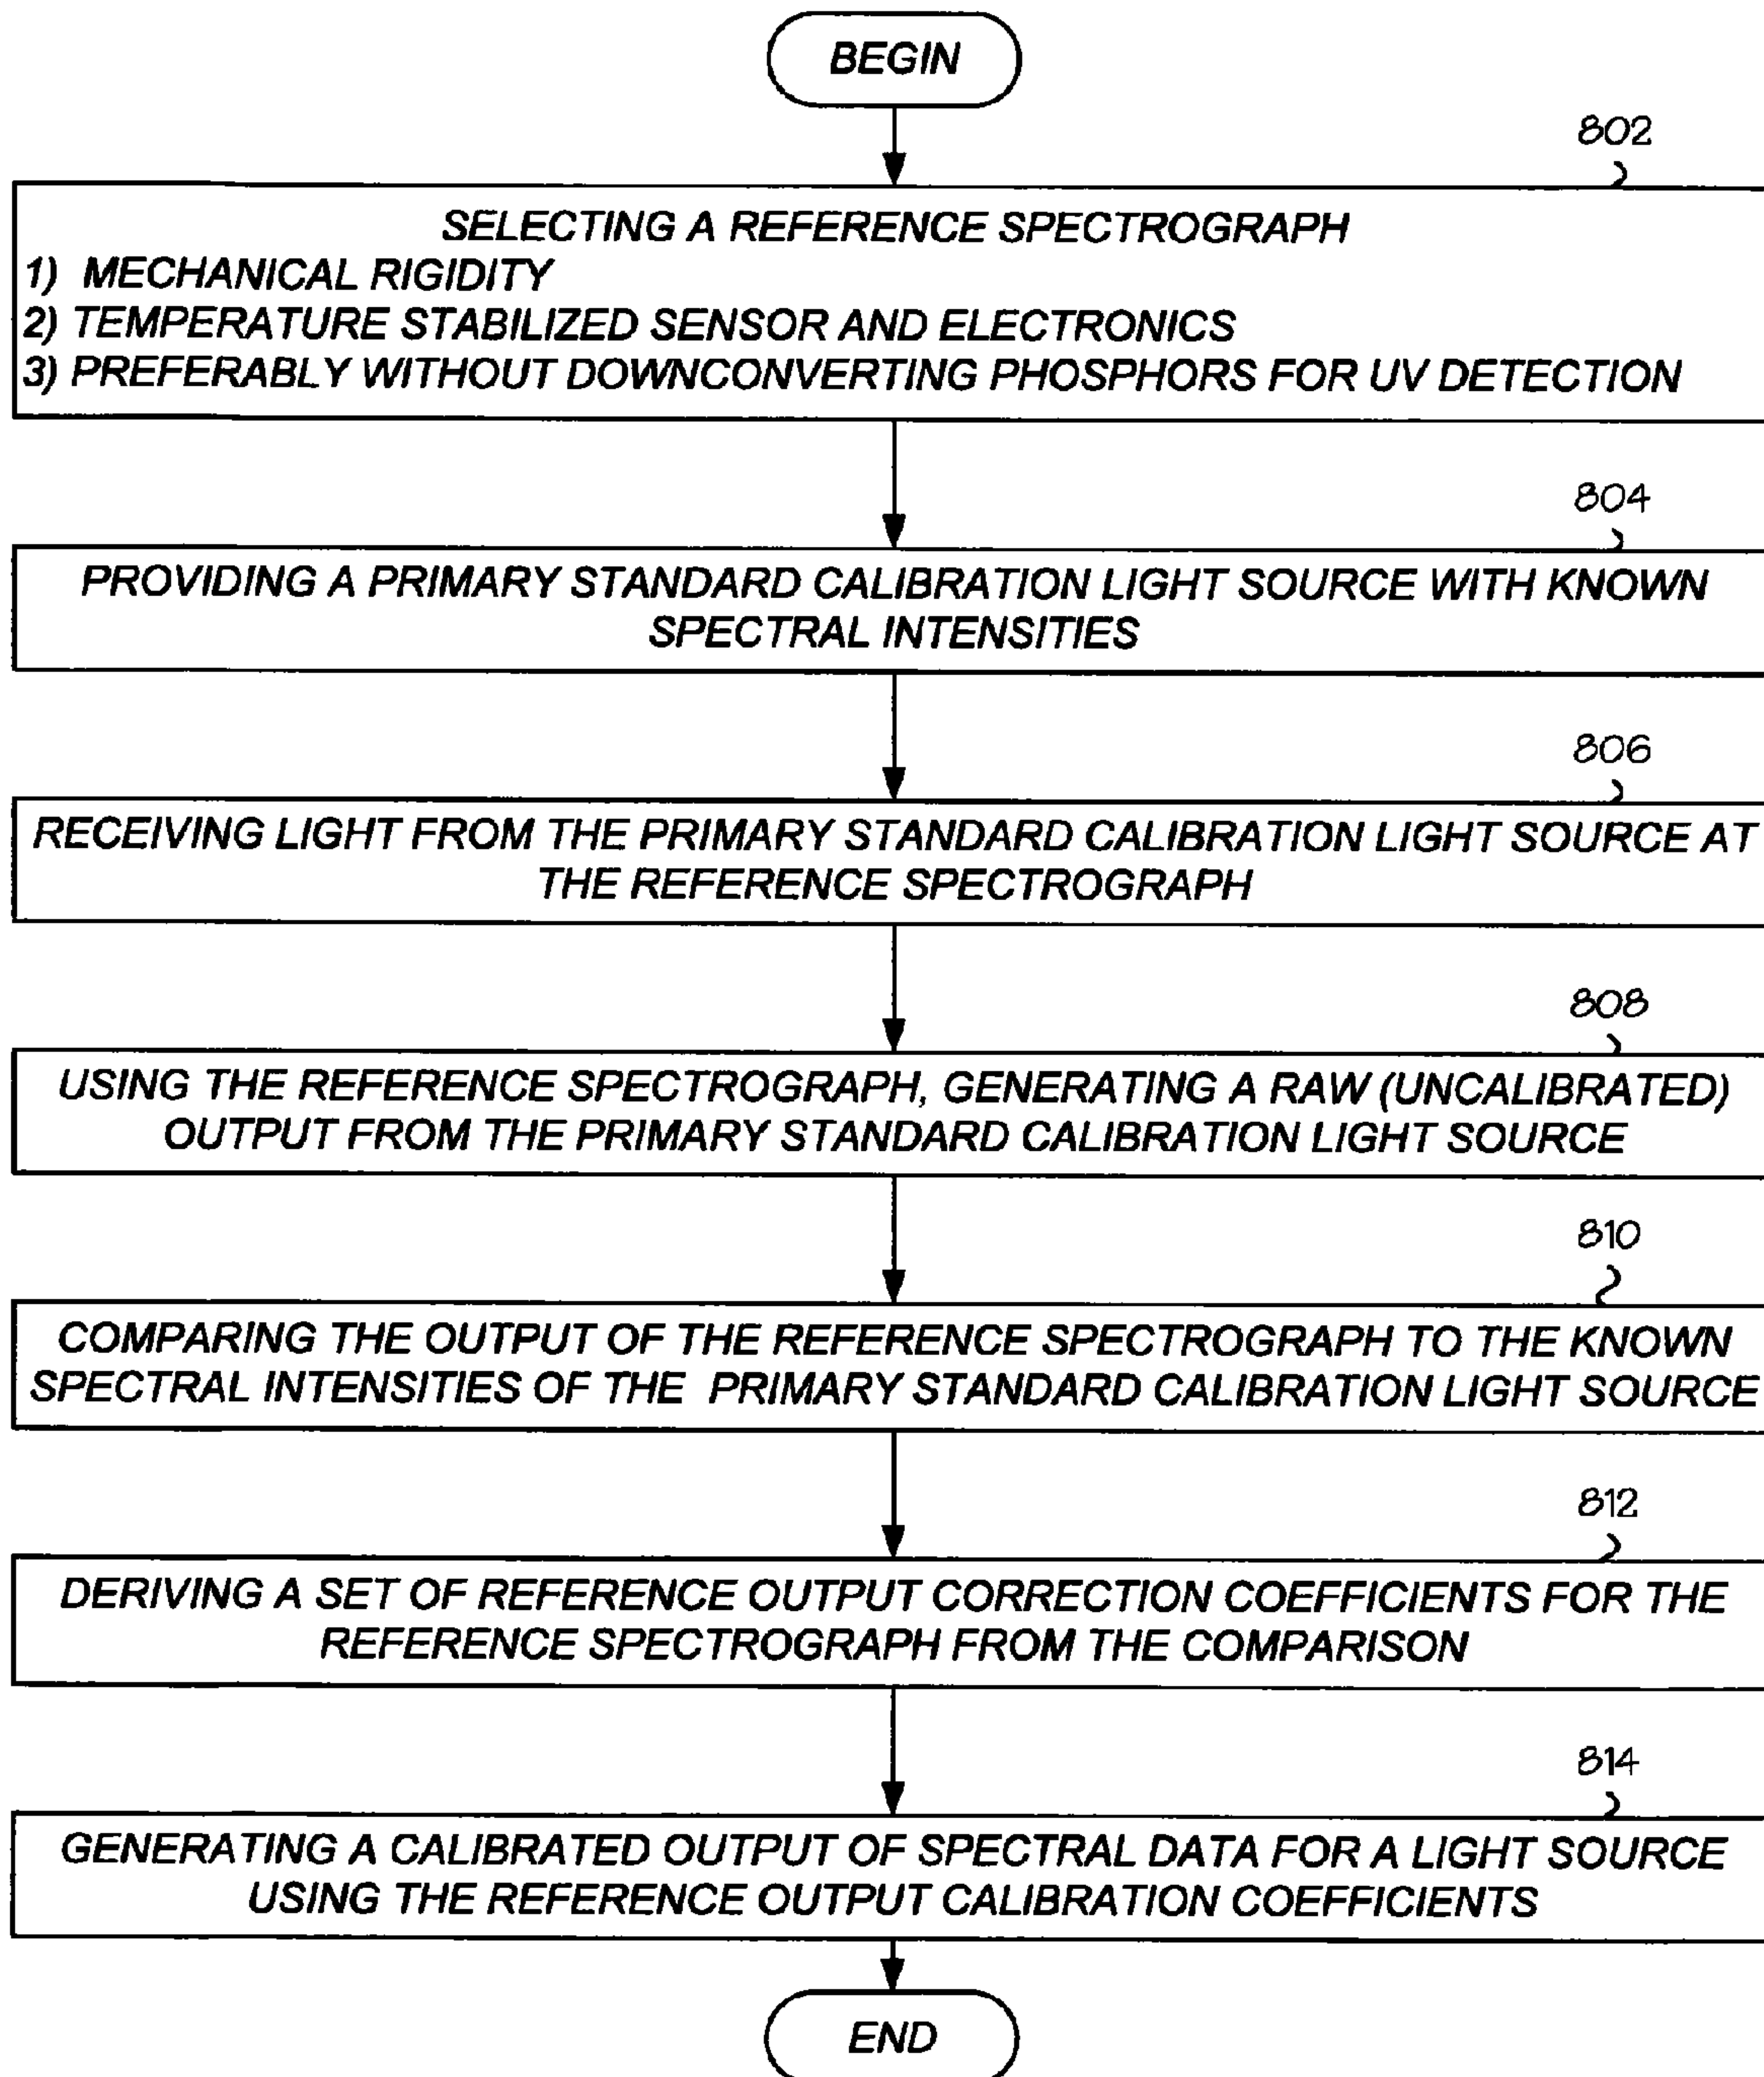 BEGIN
802
SELECTING A REFERENCE SPECTROGRAPH
1) MECHANICAL RIGIDITY
2) TEMPERATURE STABILIZED SENSOR AND ELECTRONICS
3) PREFERABLY WITHOUT DOWNCONVERTING PHOSPHORS FOR UV DETECTION
804
PROVIDING A PRIMARY STANDARD CALIBRATION LIGHT SOURCE WITH KNOWN
SPECTRAL INTENSITIES
806
RECEIVING LIGHT FROM THE PRIMARY STANDARD CALIBRATION LIGHT SOURCE AT
THE REFERENCE SPECTROGRAPH
808
USING THE REFERENCE SPECTROGRAPH, GENERATING A RAW (UNCALIBRATED)
OUTPUT FROM THE PRIMARY STANDARD CALIBRATION LIGHT SOURCE
810
COMPARING THE OUTPUT OF THE REFERENCE SPECTROGRAPH TO THE KNOWN
SPECTRAL INTENSITIES OF THE PRIMARY STANDARD CALIBRATION LIGHT SOURCE
812
DERIVING A SET OF REFERENCE OUTPUT CORRECTION COEFFICIENTS FOR THE
REFERENCE SPECTROGRAPH FROM THE COMPARISON
814
GENERATING A CALIBRATED OUTPUT OF SPECTRAL DATA FOR A LIGHT SOURCE
USING THE REFERENCE OUTPUT CALIBRATION COEFFICIENTS
END